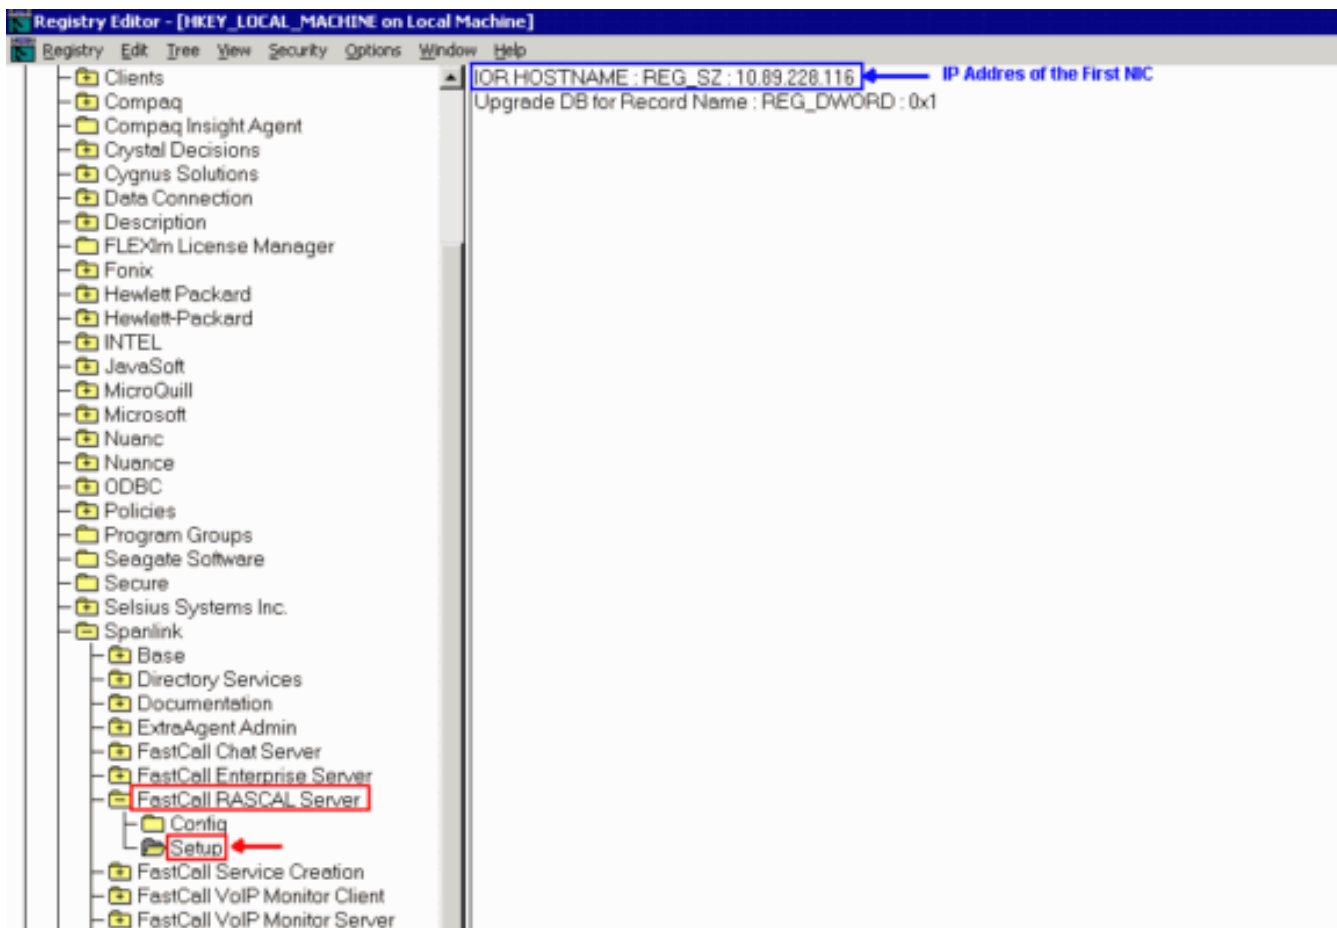 Registry Editor - [HKEY_LOCAL_MACHINE on Local Machine]
Registry Edit Tree View Security Options Window Help
Clients
Compaq
Compaq Insight Agent
Crystal Decisions
Cygnus Solutions
Data Connection
Description
FLEXlm License Manager
Fonix
Hewlett Packard
Hewlett-Packard
INTEL
JavaSoft
MicroQuill
Microsoft
Nuanc
Nuance
ODBC
Policies
Program Groups
Seagate Software
Secure
Selsius Systems Inc.
Spanlink
Base
Directory Services
Documentation
ExtraAgent Admin
FastCall Chat Server
FastCall Enterprise Server
FastCall RASCAL Server
Config
Setup
FastCall Service Creation
FastCall VoIP Monitor Client
FastCall VoIP Monitor Server
IOR HOSTNAME : REG_SZ : 10.89.228.116
IP Addres of the First NIC
Upgrade DB for Record Name : REG_DWORD : 0x1